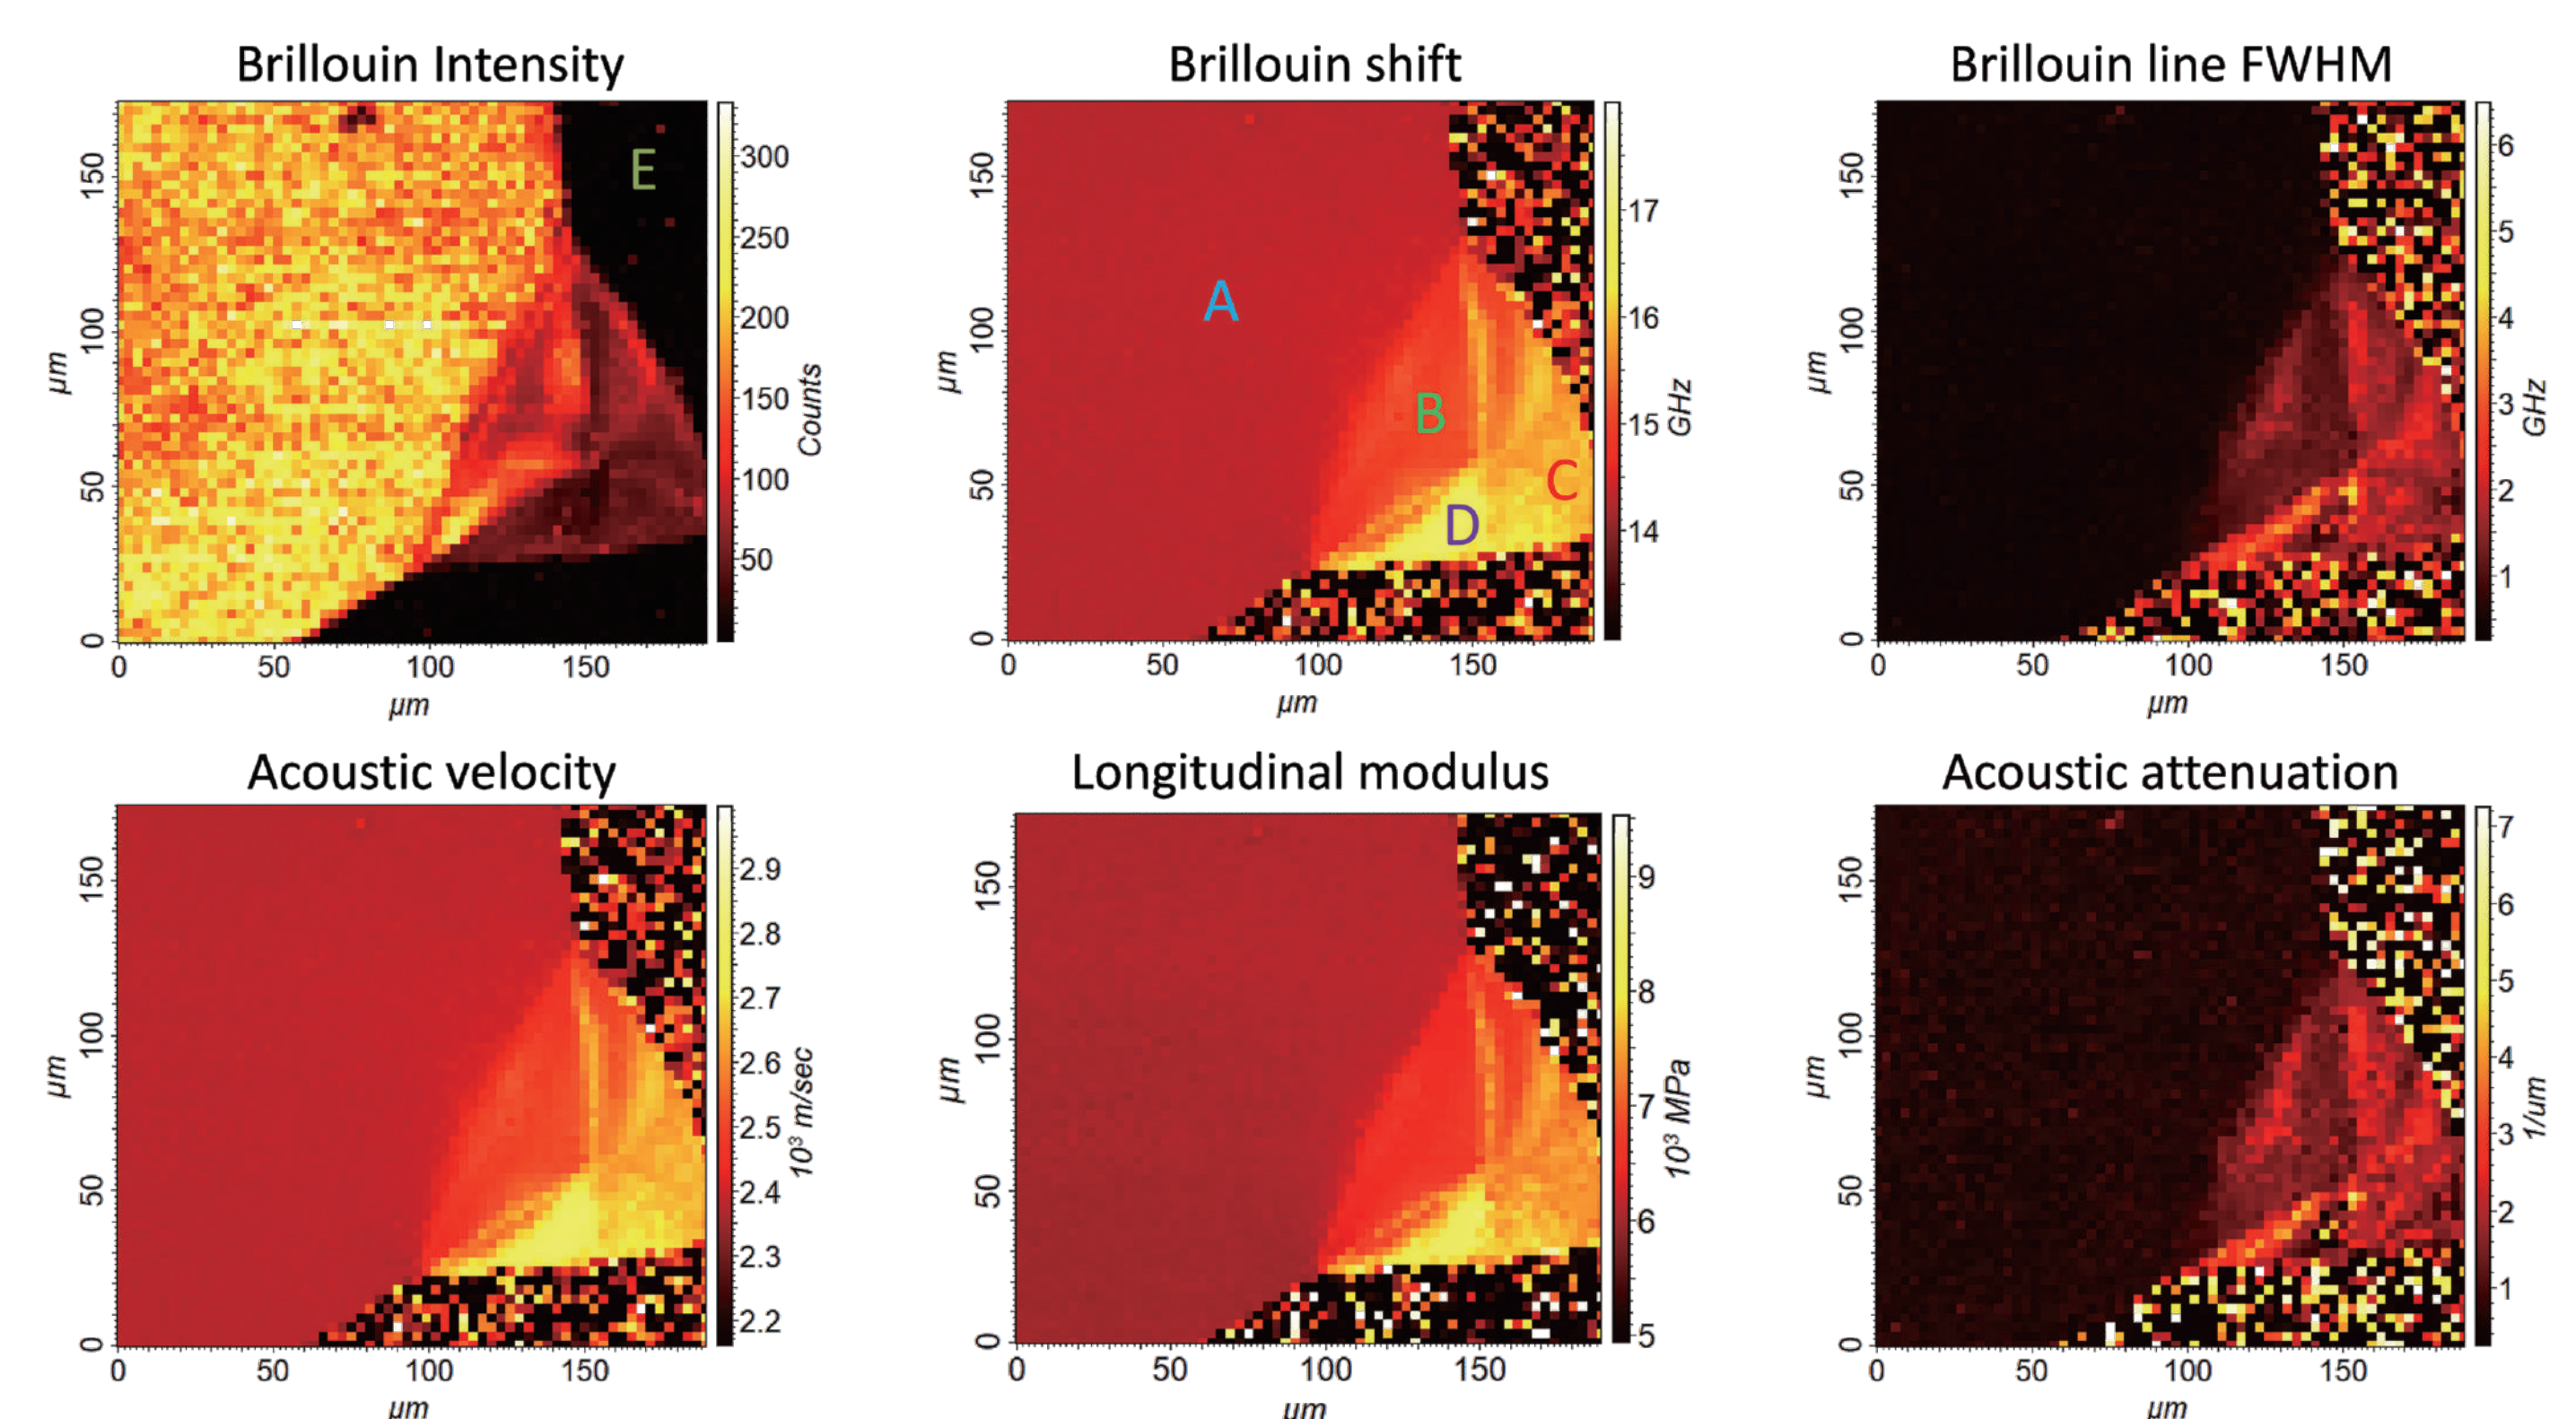 Brillouin Intensity
E
150
100
50
0
µm
0 50 100 150
µm
300
250
200
150
100
50
Counts
Brillouin shift
A
B
C
D
150
100
50
0
µm
0 50 100 150
µm
17
16
15
14
GHz
Brillouin line FWHM
150
100
50
0
µm
0 50 100 150
µm
6
5
4
3
2
1
GHz
Acoustic velocity
150
100
50
0
µm
0 50 100 150
µm
2.9
2.8
2.7
2.6
2.5
2.4
2.3
2.2
10³ m/sec
Longitudinal modulus
150
100
50
0
µm
0 50 100 150
µm
9
8
7
6
5
10³ MPa
Acoustic attenuation
150
100
50
0
µm
0 50 100 150
µm
7
6
5
4
3
2
1
1/um